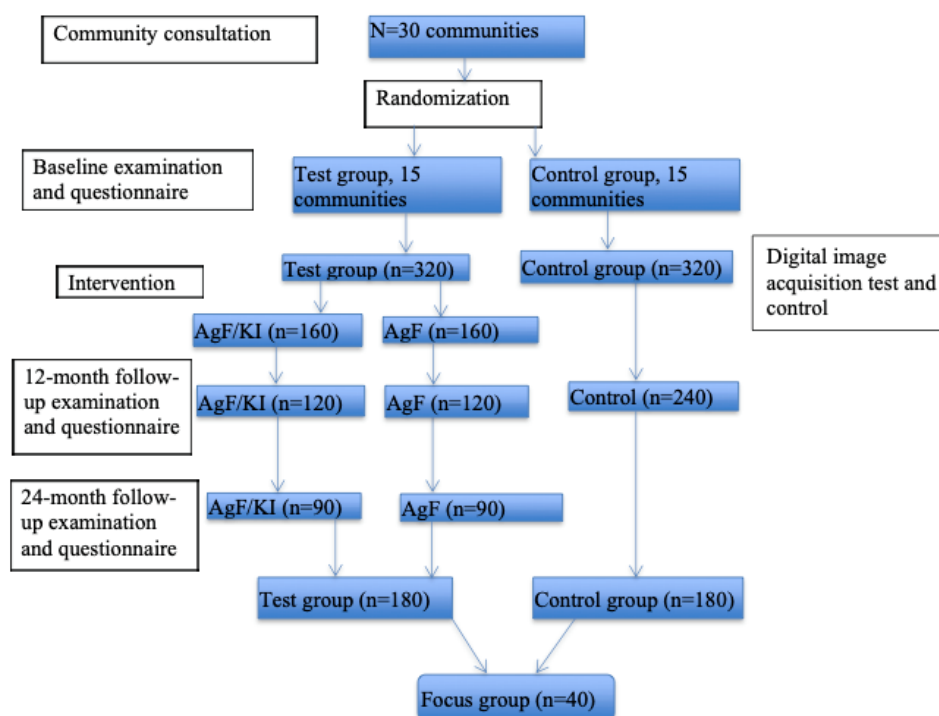 Community consultation
N=30 communities
Randomization
Baseline examination
and questionnaire
Test group, 15
communities
Control group, 15
communities
Digital image
acquisition test and
control
Intervention
Test group (n=320)
Control group (n=320)
AgF/KI (n=160)
AgF (n=160)
12-month follow-
up examination
and questionnaire
AgF/KI (n=120)
AgF (n=120)
Control (n=240)
24-month follow-
up examination
and questionnaire
AgF/KI (n=90)
AgF (n=90)
Test group (n=180)
Control group (n=180)
Focus group (n=40)